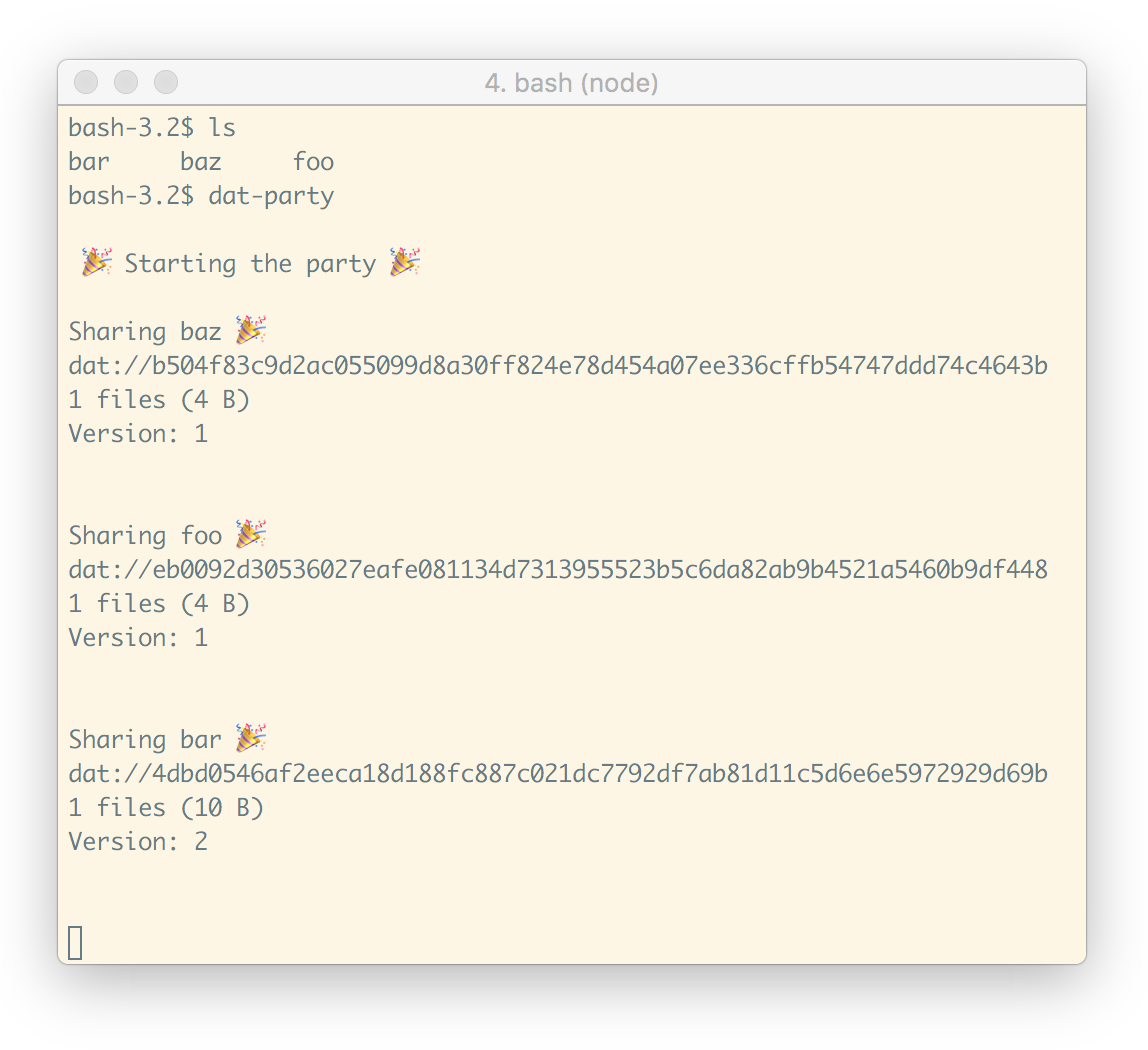 4. bash (node)
bash-3.2$ ls
bar     baz     foo
bash-3.2$ dat-party
🎉 Starting the party 🎉
Sharing baz 🎉
dat://b504f83c9d2ac055099d8a30ff824e78d454a07ee336cffb54747ddd74c4643b
1 files (4 B)
Version: 1
Sharing foo 🎉
dat://eb0092d30536027eafe081134d7313955523b5c6da82ab9b4521a5460b9df448
1 files (4 B)
Version: 1
Sharing bar 🎉
dat://4dbd0546af2eeca18d188fc887c021dc7792df7ab81d11c5d6e6e5972929d69b
1 files (10 B)
Version: 2